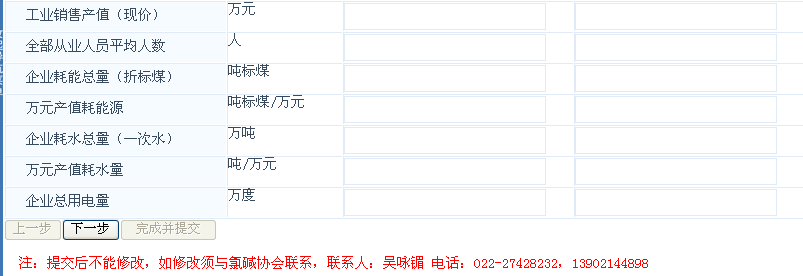 工业销售产值（现价） 万元
全部从业人员平均人数 人
企业耗能总量（折标煤） 吨标煤
万元产值耗能源 吨标煤/万元
企业耗水总量（一次水） 万吨
万元产值耗水量 吨/万元
企业总用电量 万度
上一步 下一步 完成并提交
注：提交后不能修改，如修改须与氯碱协会联系，联系人：吴咏镅 电话：022-27428232，13902144898